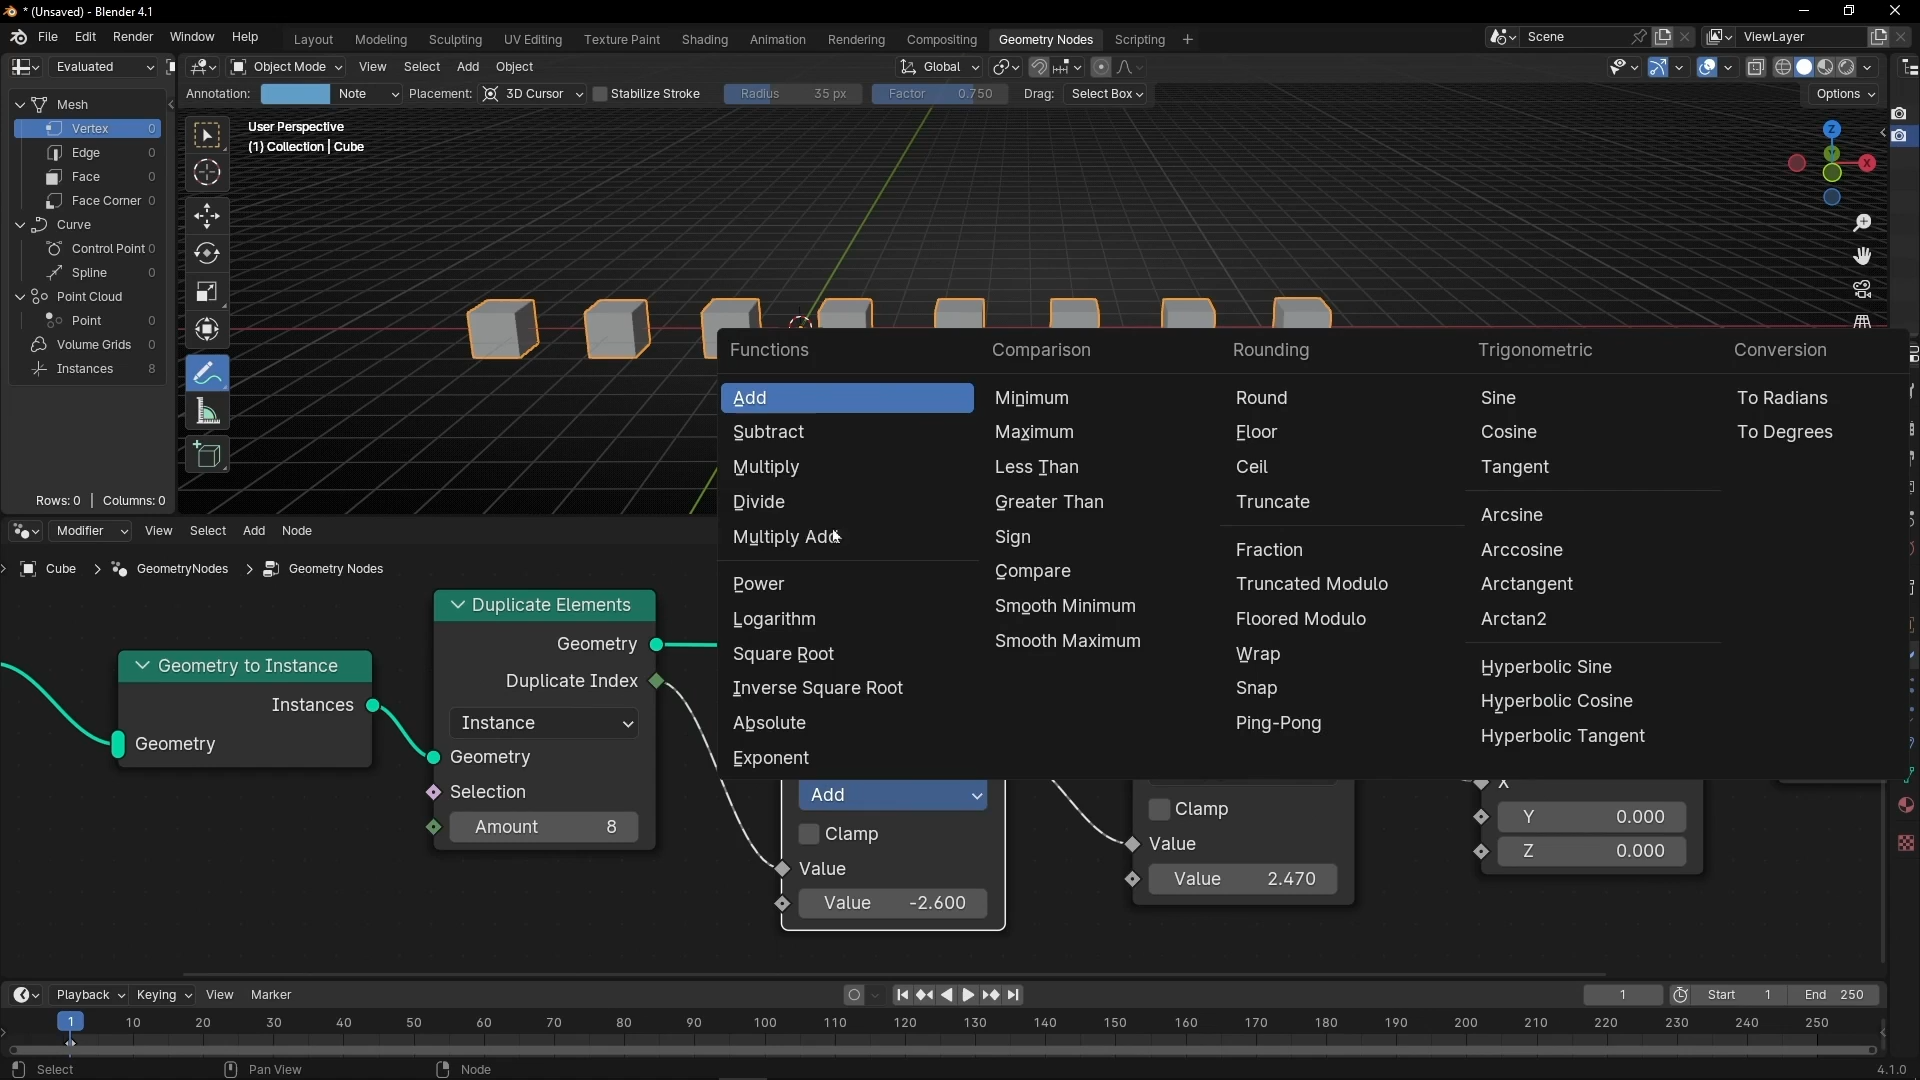 * (Unsaved) - Blender 4.1
File Edit Render Window Help Layout Modeling Sculpting UV Editing Texture Paint Shading Animation Rendering Compositing Geometry Nodes Scripting + Scene ViewLayer
Evaluated Object Mode View Select Add Object Global
Annotation: Note Placement: 3D Cursor Stabilize Stroke Radius 35 px Factor 0.750 Drag: Select Box Options
Mesh
Vertex 0
Edge 0
Face 0
Face Corner 0
Curve
Control Point 0
Spline 0
Point Cloud
Point 0
Volume Grids
Instances 8
Rows: 0 | Columns: 0
User Perspective
(1) Collection | Cube
Z
Y
X
Functions
Add
Subtract
Multiply
Divide
Multiply Add
Power
Logarithm
Square Root
Inverse Square Root
Absolute
Exponent
Comparison
Minimum
Maximum
Less Than
Greater Than
Sign
Compare
Smooth Minimum
Smooth Maximum
Rounding
Round
Floor
Ceil
Truncate
Fraction
Truncated Modulo
Floored Modulo
Wrap
Snap
Ping-Pong
Trigonometric
Sine
Cosine
Tangent
Arcsine
Arccosine
Arctangent
Arctan2
Hyperbolic Sine
Hyperbolic Cosine
Hyperbolic Tangent
Conversion
To Radians
To Degrees
Modifier View Select Add Node
Cube > GeometryNodes > Geometry Nodes
Geometry to Instance
Instances
Geometry
Duplicate Elements
Geometry
Duplicate Index
Instance
Geometry
Selection
Amount 8
Add
Clamp
Value
Value -2.600
Clamp
Value
Value 2.470
X
Y 0.000
Z 0.000
Playback Keying View Marker 1 Start 1 End 250
1 10 20 30 40 50 60 70 80 90 100 110 120 130 140 150 160 170 180 190 200 210 220 230 240 250
Select Pan View Node 4.1.0